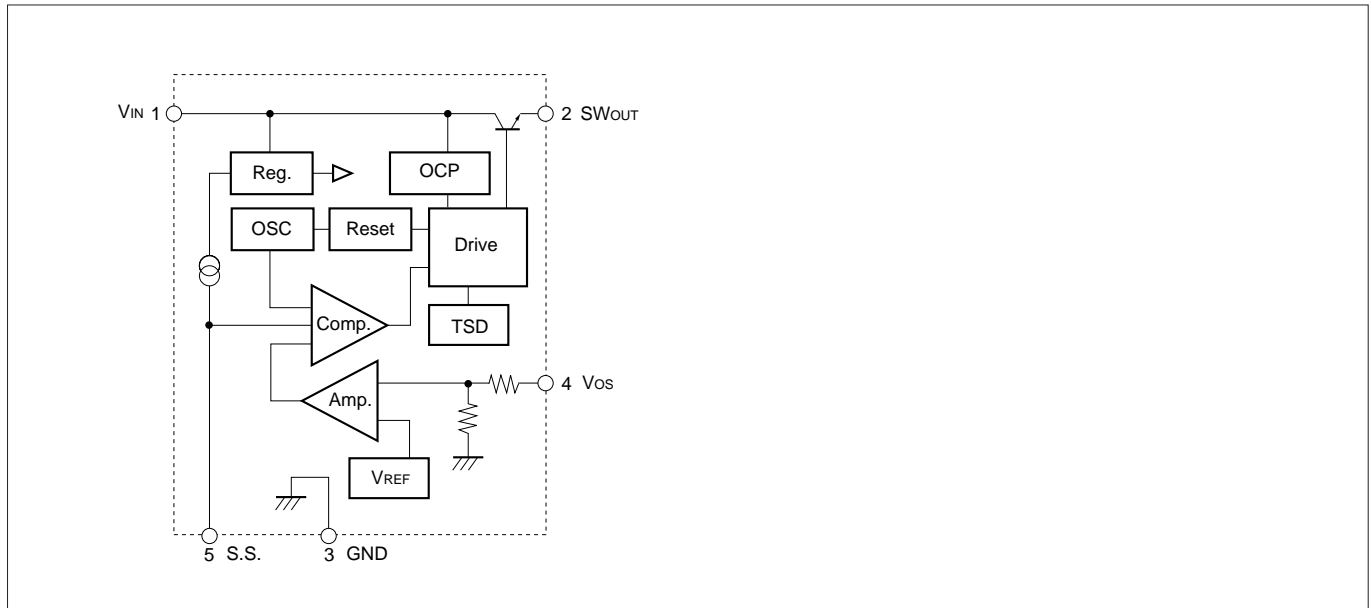 VIN 1
2 SWOUT
Reg.
OCP
OSC
Reset
Drive
Comp.
TSD
4 VOS
Amp.
VREF
5 S.S.
3 GND